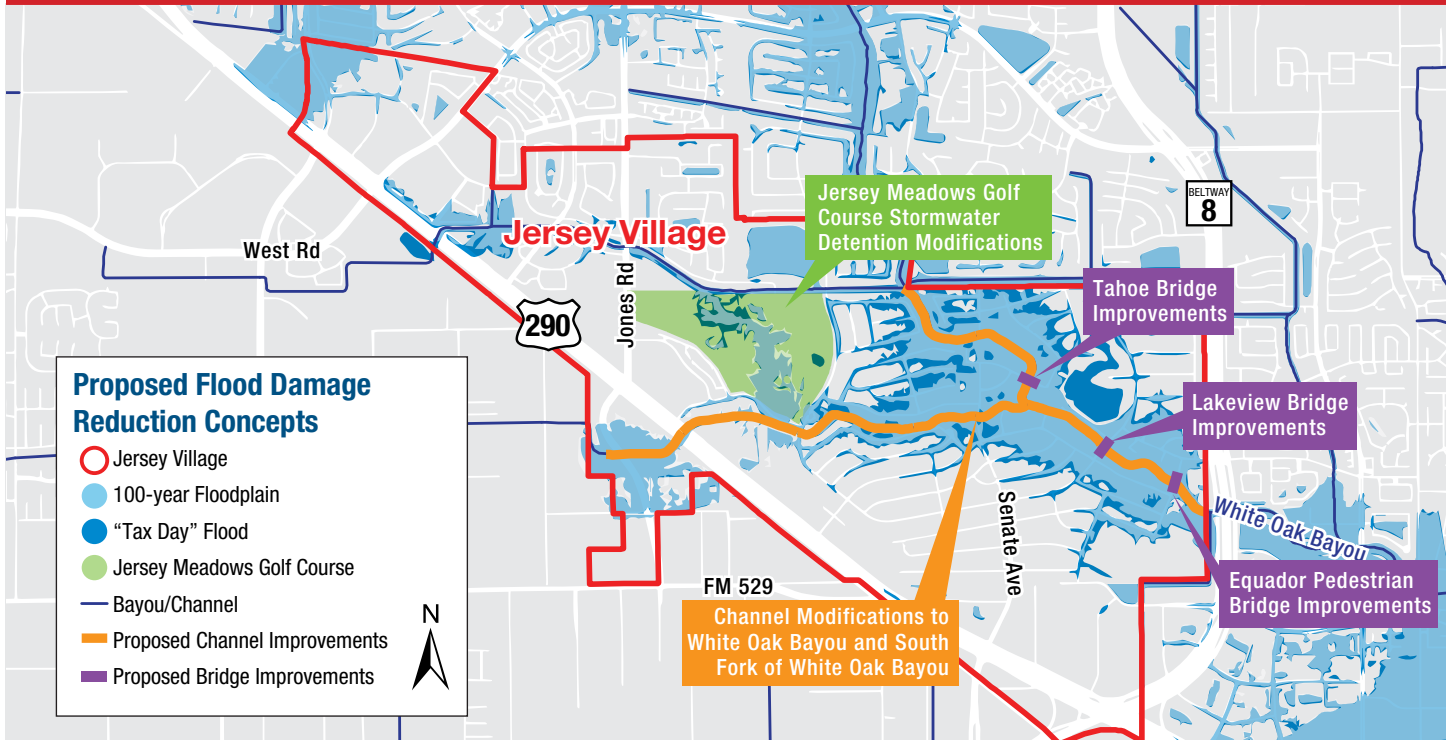 Jersey Meadows Golf
Course Stormwater
Detention Modifications
BELTWAY
8
West Rd
Jersey Village
Jones Rd
290
Tahoe Bridge
Improvements
Lakeview Bridge
Improvements
Proposed Flood Damage
Reduction Concepts
Jersey Village
100-year Floodplain
“Tax Day” Flood
Jersey Meadows Golf Course
Bayou/Channel
Proposed Channel Improvements
Proposed Bridge Improvements
N
Senate Ave
White Oak Bayou
Equador Pedestrian
Bridge Improvements
FM 529
Channel Modifications to
White Oak Bayou and South
Fork of White Oak Bayou